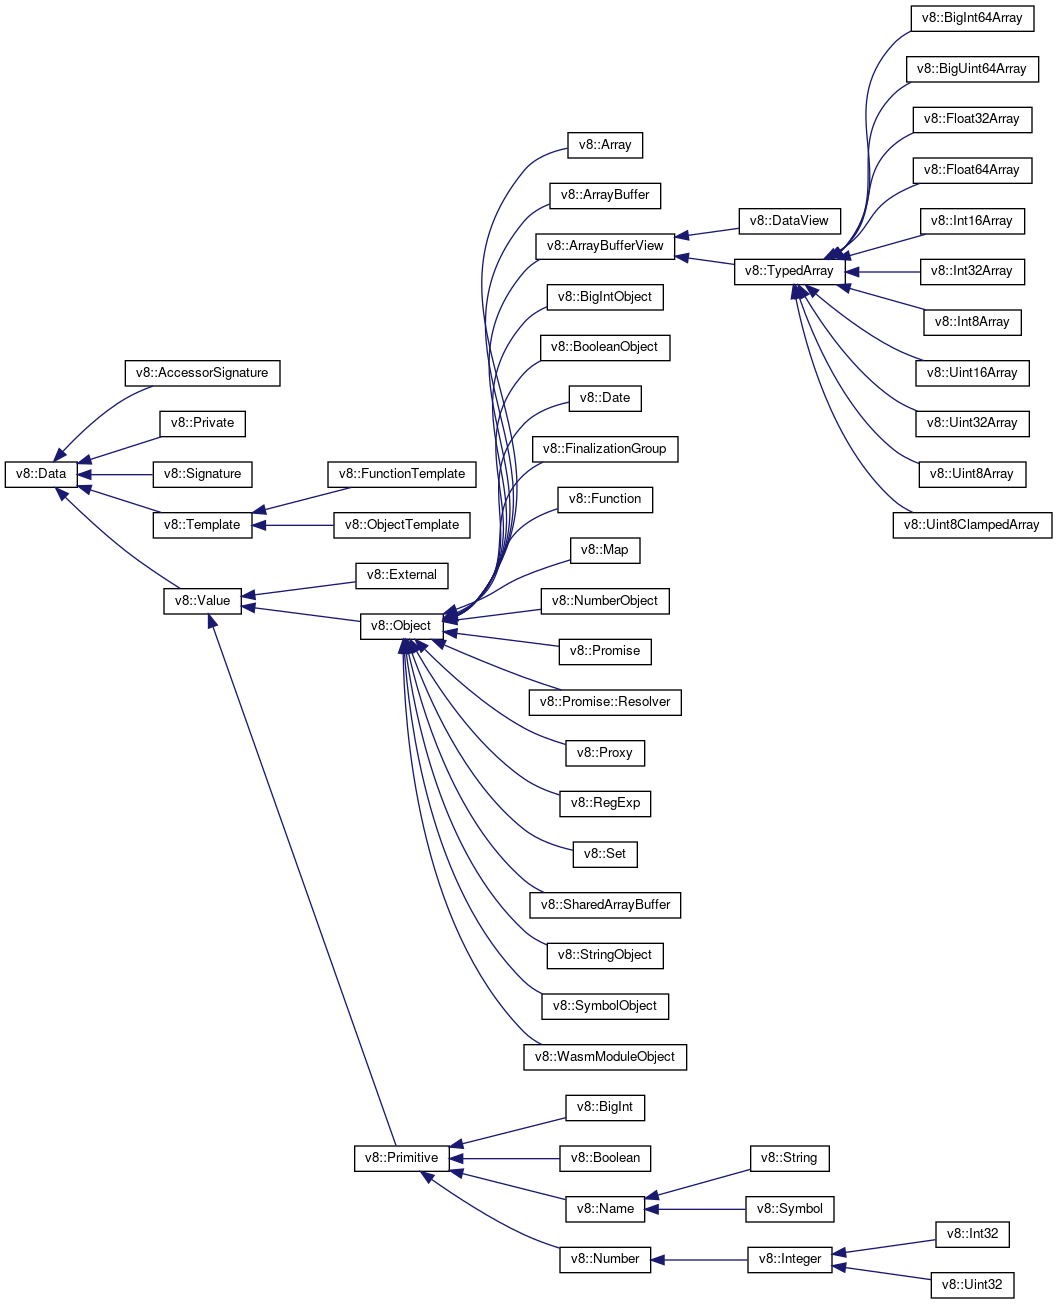 v8::BigInt64Array
v8::BigUint64Array
v8::Float32Array
v8::Array
v8::Float64Array
v8::ArrayBuffer
v8::DataView
v8::Int16Array
v8::ArrayBufferView
v8::TypedArray
v8::Int32Array
v8::BigIntObject
v8::Int8Array
v8::BooleanObject
v8::AccessorSignature
v8::Uint16Array
v8::Date
v8::Private
v8::Uint32Array
v8::FinalizationGroup
v8::Data
v8::Signature
v8::FunctionTemplate
v8::Uint8Array
v8::Function
v8::Template
v8::ObjectTemplate
v8::Uint8ClampedArray
v8::Map
v8::External
v8::Value
v8::NumberObject
v8::Object
v8::Promise
v8::Promise::Resolver
v8::Proxy
v8::RegExp
v8::Set
v8::SharedArrayBuffer
v8::StringObject
v8::SymbolObject
v8::WasmModuleObject
v8::BigInt
v8::Primitive
v8::Boolean
v8::String
v8::Name
v8::Symbol
v8::Int32
v8::Number
v8::Integer
v8::Uint32